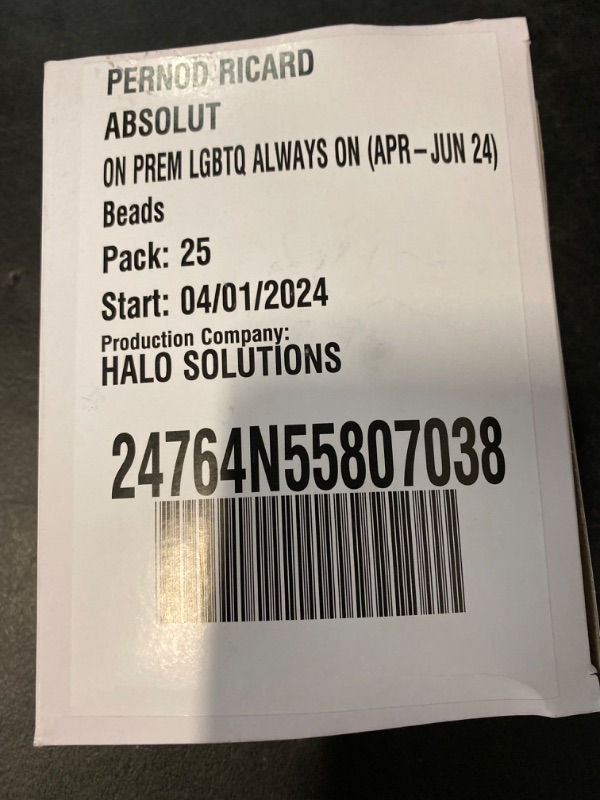 PERNOD RICARD
ABSOLUT
ON PREM LGBTQ ALWAYS ON (APR – JUN 24)
Beads
Pack: 25
Start: 04/01/2024
Production Company:
HALO SOLUTIONS
24764N55807038